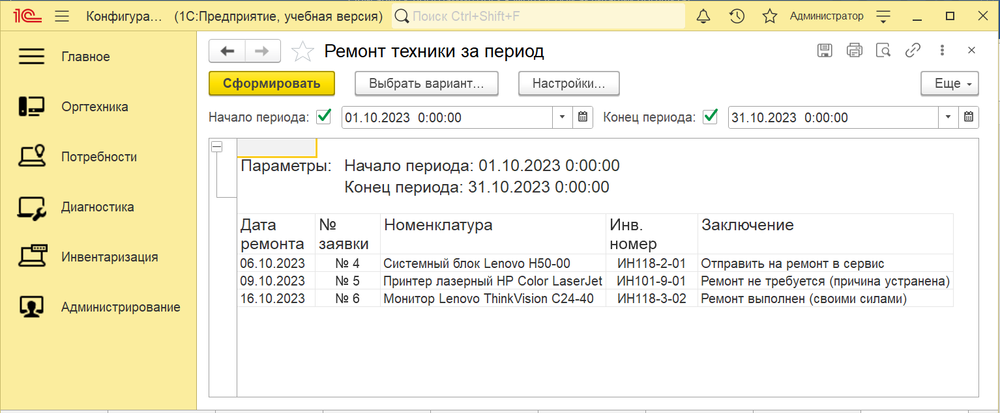 1С Конфигура... (1С:Предприятие, учебная версия) Поиск Ctrl+Shift+F Администратор
Главное
Оргтехника
Потребности
Диагностика
Инвентаризация
Администрирование
Ремонт техники за период
Сформировать Выбрать вариант... Настройки... Еще
Начало периода: 01.10.2023 0:00:00 Конец периода: 31.10.2023 0:00:00
Параметры: Начало периода: 01.10.2023 0:00:00
Конец периода: 31.10.2023 0:00:00
Дата ремонта № заявки Номенклатура Инв. номер Заключение
06.10.2023 № 4 Системный блок Lenovo H50-00 ИН118-2-01 Отправить на ремонт в сервис
09.10.2023 № 5 Принтер лазерный HP Color LaserJet ИН101-9-01 Ремонт не требуется (причина устранена)
16.10.2023 № 6 Монитор Lenovo ThinkVision C24-40 ИН118-3-02 Ремонт выполнен (своими силами)